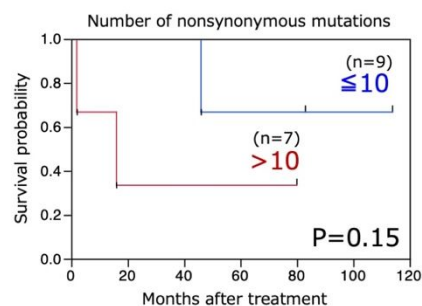 Number of nonsynonymous mutations
Survival probability
1.0
0.8
0.6
0.4
0.2
0.0
(n=9)
≦10
(n=7)
>10
P=0.15
0 20 40 60 80 100 120
Months after treatment